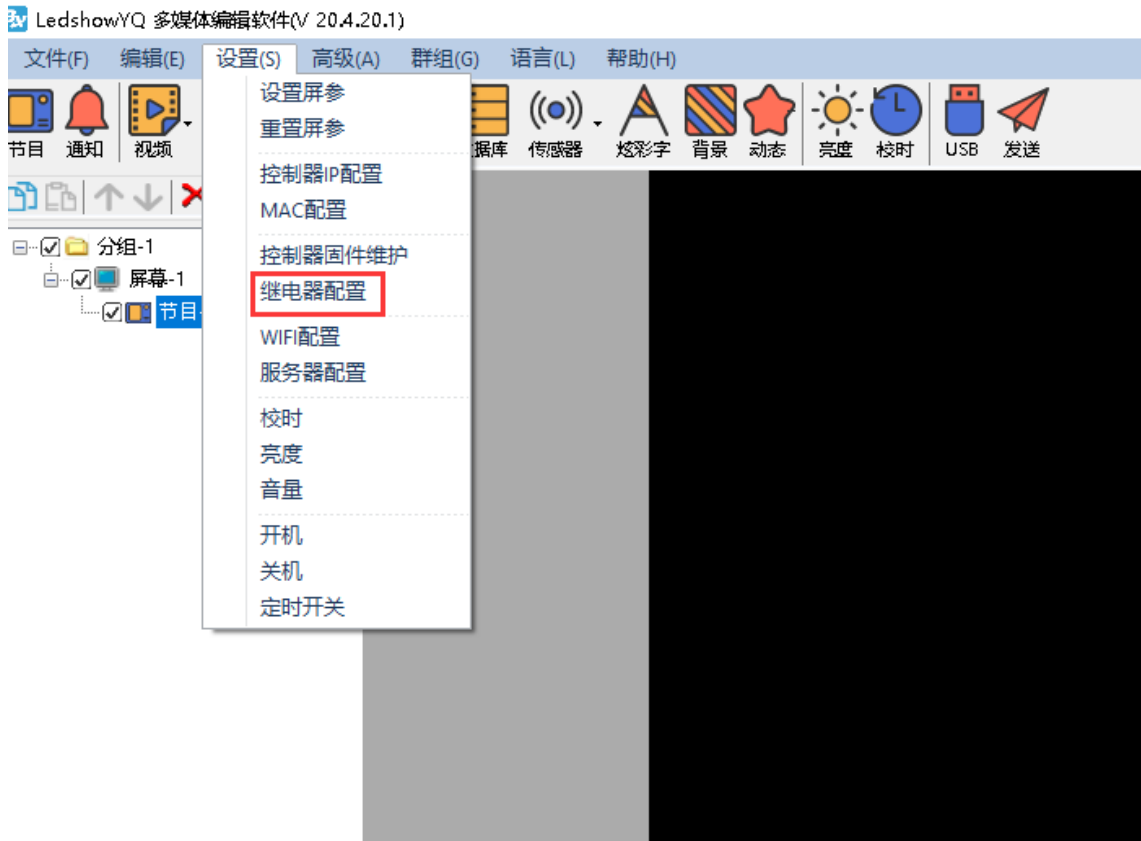 LedshowYQ 多媒体编辑软件(V 20.4.20.1)
文件(F) 编辑(E) 设置(S) 高级(A) 群组(G) 语言(L) 帮助(H)
节目 通知 视频 据库 传感器 炫彩字 背景 动态 亮度 校时 USB 发送
设置屏参
重置屏参
控制器IP配置
MAC配置
控制器固件维护
继电器配置
WIFI配置
服务器配置
校时
亮度
音量
开机
关机
定时开关
分组-1
屏幕-1
节目